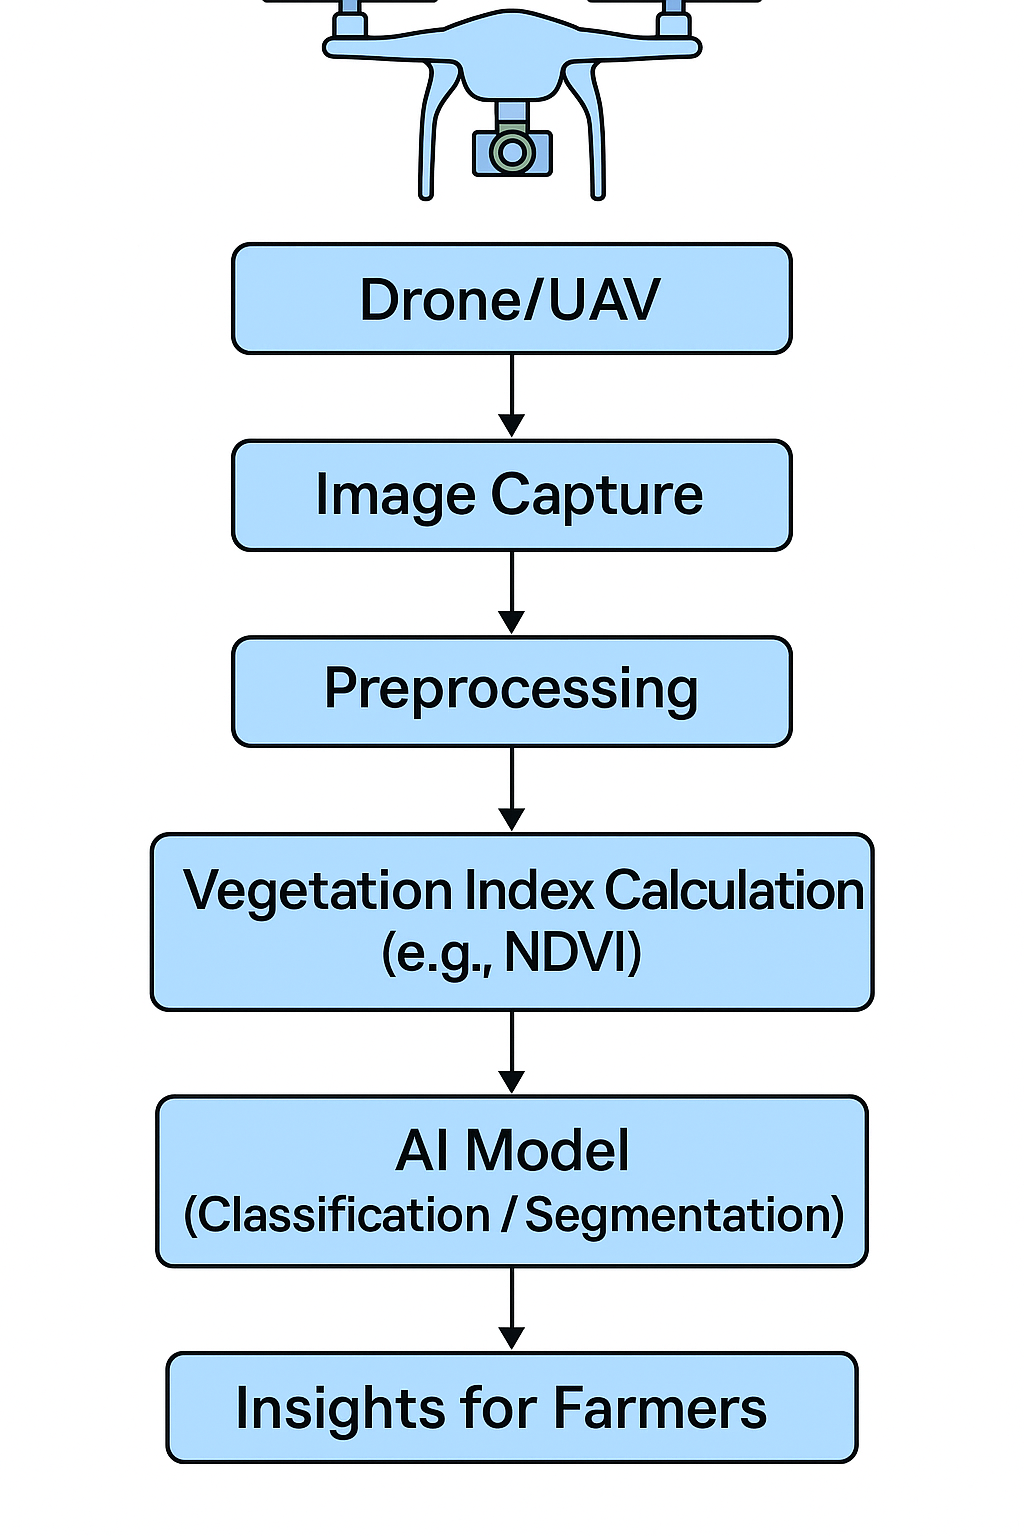 Drone/UAV
Image Capture
Preprocessing
Vegetation Index Calculation
(e.g., NDVI)
AI Model
(Classification / Segmentation)
Insights for Farmers